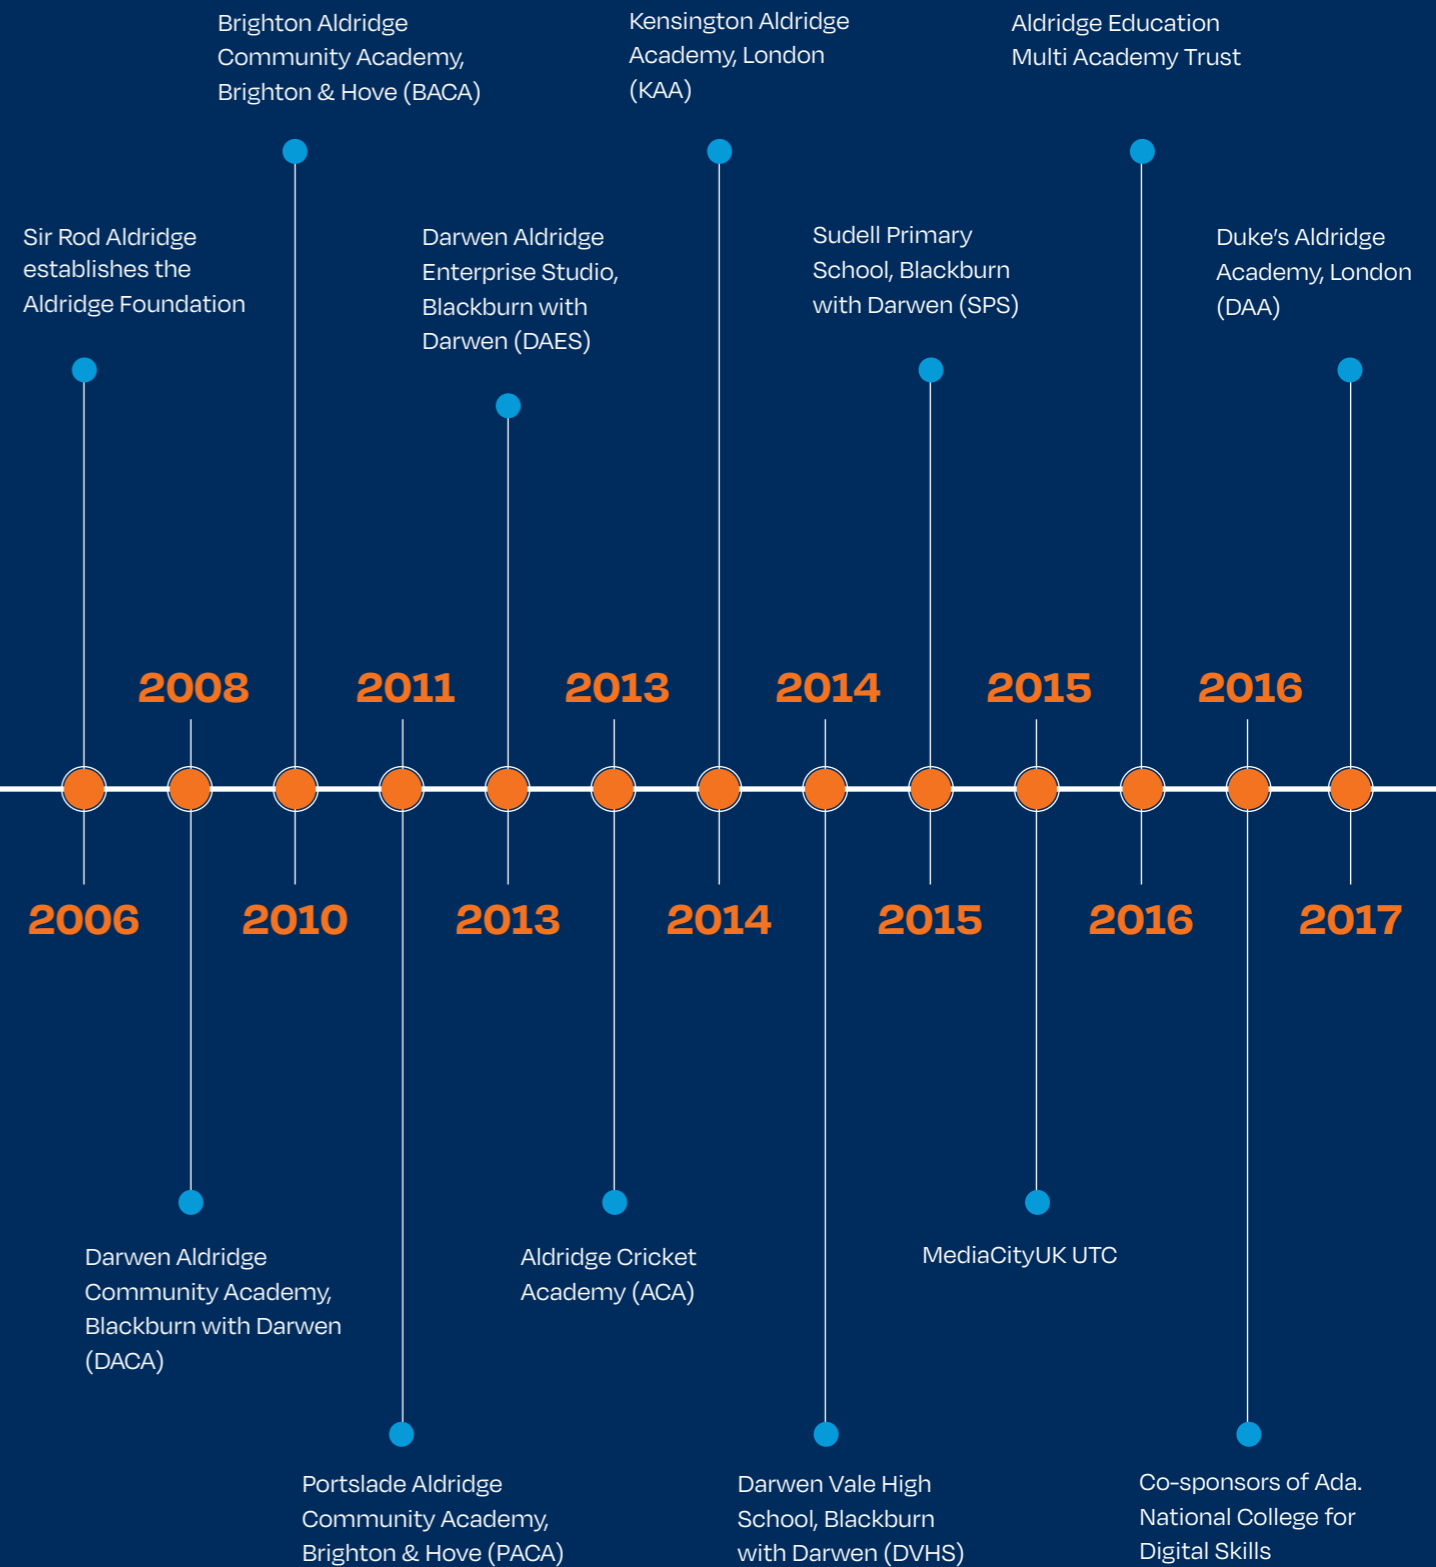 Brighton Aldridge
Community Academy,
Brighton & Hove (BACA)
Kensington Aldridge
Academy, London
(KAA)
Aldridge Education
Multi Academy Trust
Sir Rod Aldridge
establishes the
Aldridge Foundation
Darwen Aldridge
Enterprise Studio,
Blackburn with
Darwen (DAES)
Sudell Primary
School, Blackburn
with Darwen (SPS)
Duke's Aldridge
Academy, London
(DAA)
2008
2011
2013
2014
2015
2016
2006
2010
2013
2014
2015
2016
2017
Darwen Aldridge
Community Academy,
Blackburn with Darwen
(DACA)
Aldridge Cricket
Academy (ACA)
MediaCityUK UTC
Portslade Aldridge
Community Academy,
Brighton & Hove (PACA)
Darwen Vale High
School, Blackburn
with Darwen (DVHS)
Co-sponsors of Ada.
National College for
Digital Skills